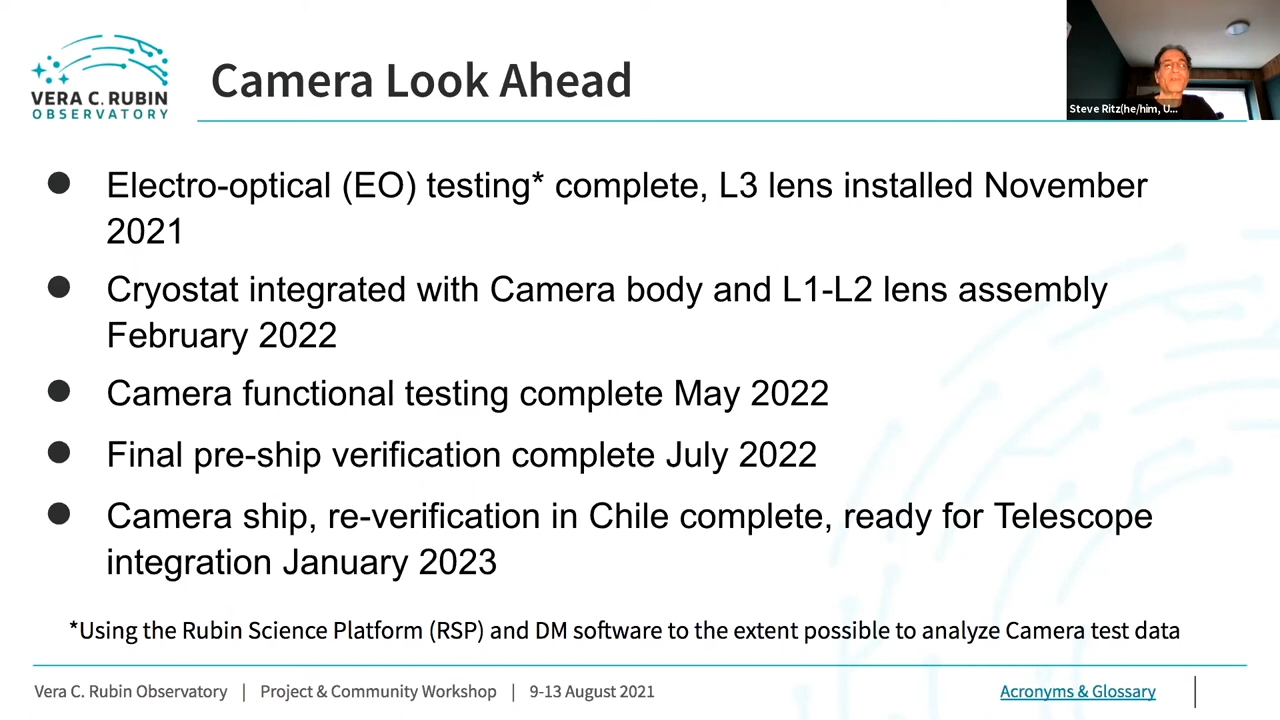 VERA C. RUBIN
OBSERVATORY
Camera Look Ahead
Steve Ritz(he/him, U...
● Electro-optical (EO) testing* complete, L3 lens installed November
2021
● Cryostat integrated with Camera body and L1-L2 lens assembly
February 2022
● Camera functional testing complete May 2022
● Final pre-ship verification complete July 2022
● Camera ship, re-verification in Chile complete, ready for Telescope
integration January 2023
*Using the Rubin Science Platform (RSP) and DM software to the extent possible to analyze Camera test data
Vera C. Rubin Observatory | Project & Community Workshop | 9-13 August 2021 Acronyms & Glossary |